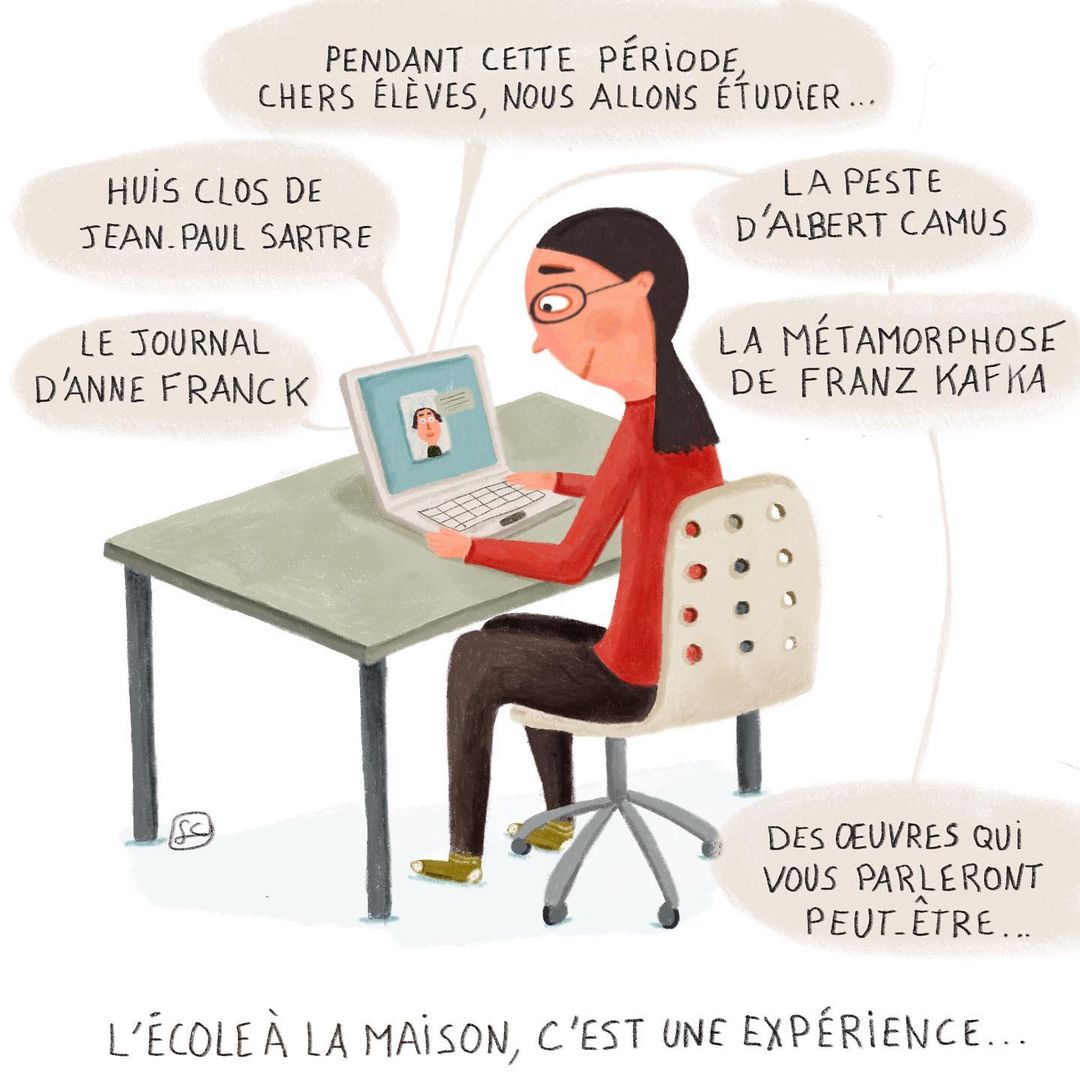 PENDANT CETTE PÉRIODE,
CHERS ÉLÈVES, NOUS ALLONS ÉTUDIER...
HUIS CLOS DE
JEAN-PAUL SARTRE
LA PESTE
D'ALBERT CAMUS
LE JOURNAL
D'ANNE FRANCK
LA MÉTAMORPHOSE
DE FRANZ KAFKA
DES ŒUVRES QUI
VOUS PARLERONT
PEUT-ÊTRE...
L'ÉCOLE À LA MAISON, C'EST UNE EXPÉRIENCE...